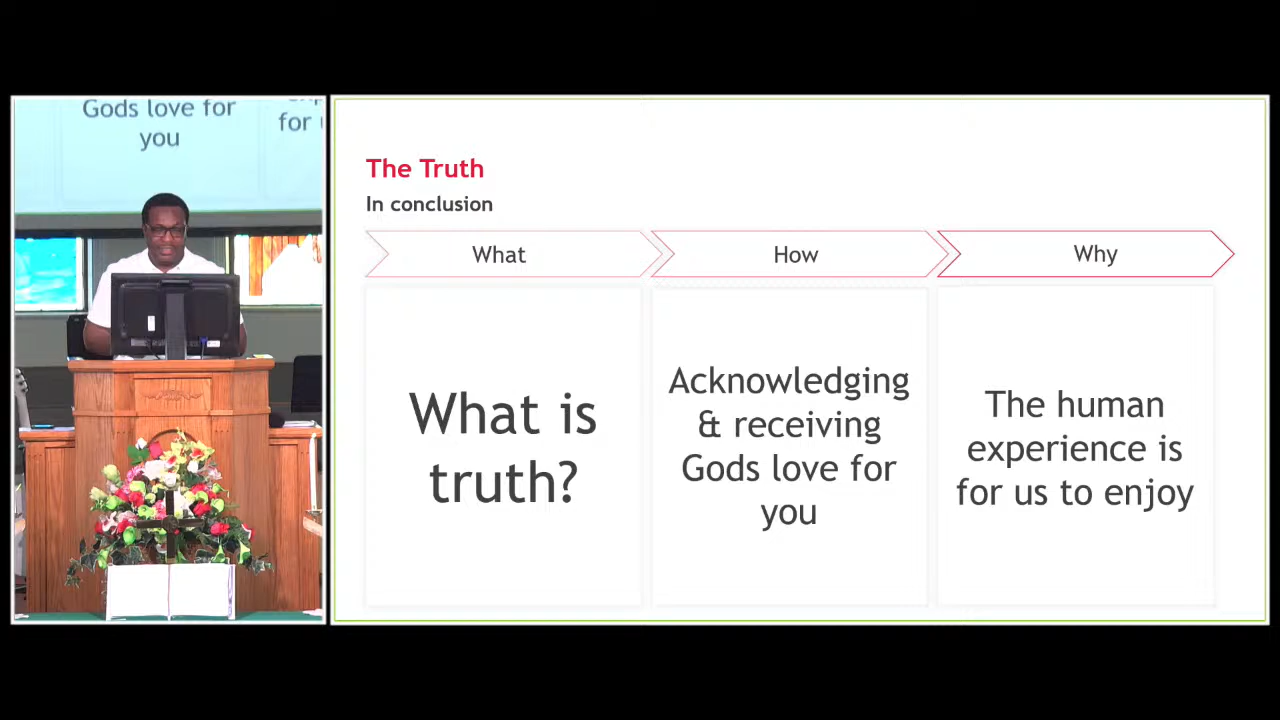 Gods love for
you
for
The Truth
In conclusion
What
How
Why
What is
truth?
Acknowledging
& receiving
Gods love for
you
The human
experience is
for us to enjoy